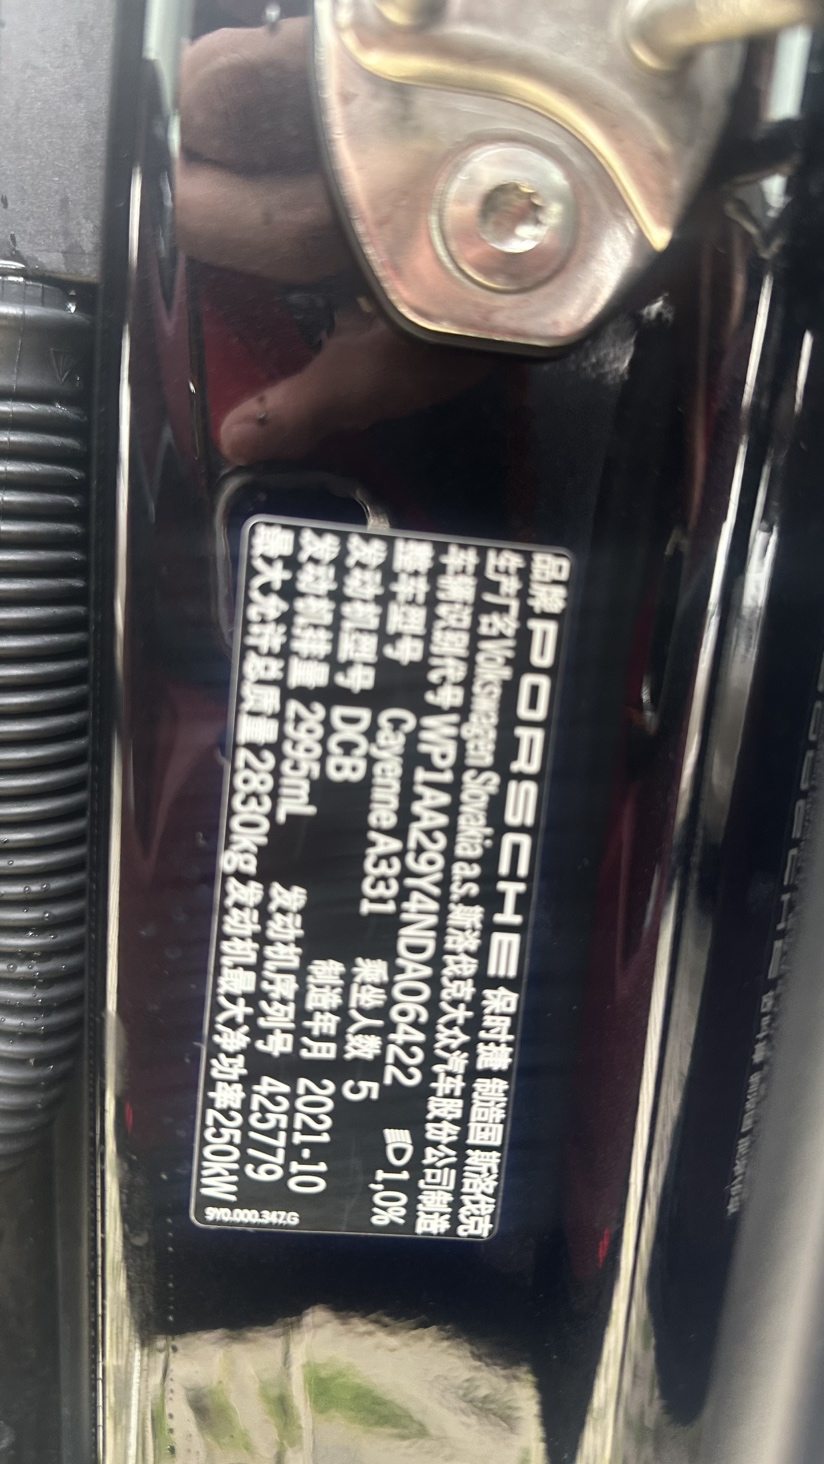 品牌 PORSCHE 保时捷 制造国 斯洛伐克
生产厂名 Volkswagen Slovakia a.s. 斯洛伐克大众汽车股份公司制造
车辆识别代号 WP1AA29Y4NDA06422
整车型号 Cayenne A331 乘坐人数 5 1,0%
发动机型号 DCB 制造年月 2021-10
发动机排量 2995mL 发动机序列号 425779
最大允许总质量 2830kg 发动机最大净功率250kW
9Y0.000.347.G